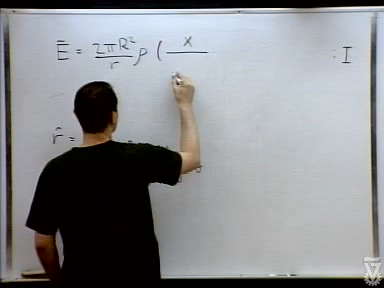 Ē = 2πR²/r ρ ( x/
: I
r̂ =